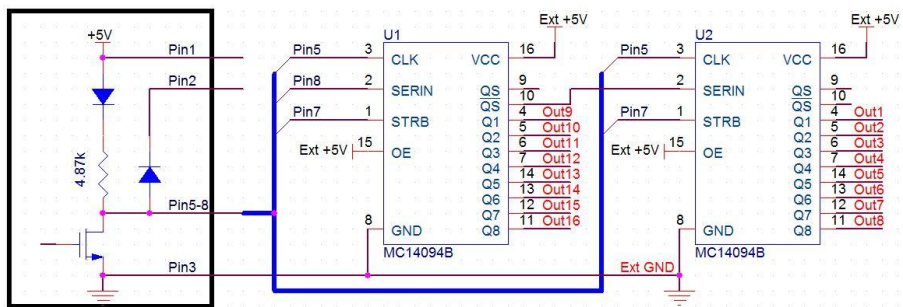 +5V
Pin1
Pin2
4.87k
Pin5-8
Pin3
U1
Ext +5V
Pin5
3
CLK
VCC
16
Pin8
2
SERIN
QS
9
QS
10
Pin7
1
STRB
Q1
4
Out9
Q2
5
Out10
Ext +5V
15
OE
Q3
6
Out11
Q4
7
Out12
Q5
14
Out13
Q6
13
Out14
Q7
12
Out15
8
GND
Q8
11
Out16
MC14094B
U2
Ext +5V
Pin5
3
CLK
VCC
16
2
SERIN
QS
9
QS
10
Pin7
1
STRB
Q1
4
Out1
Q2
5
Out2
Ext +5V
15
OE
Q3
6
Out3
Q4
7
Out4
Q5
14
Out5
Q6
13
Out6
Q7
12
Out7
8
GND
Q8
11
Out8
MC14094B
Ext GND